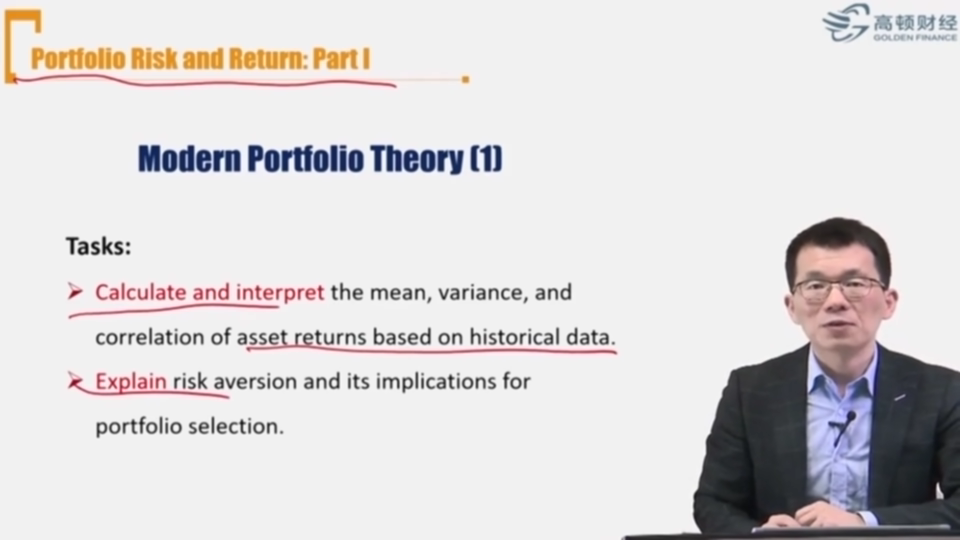 Portfolio Risk and Return: Part I
高顿财经
GOLDEN FINANCE
Modern Portfolio Theory (1)
Tasks:
Calculate and interpret the mean, variance, and
correlation of asset returns based on historical data.
Explain risk aversion and its implications for
portfolio selection.